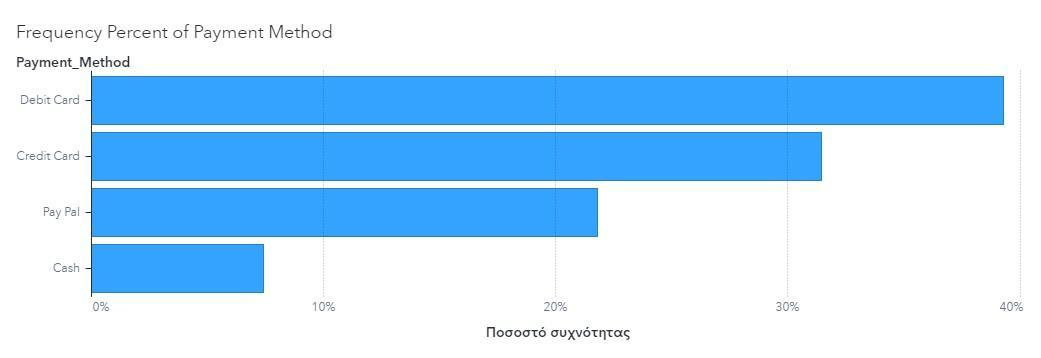 Frequency Percent of Payment Method
Payment_Method
Debit Card
Credit Card
Pay Pal
Cash
0% 10% 20% 30% 40%
Ποσοστό συχνότητας